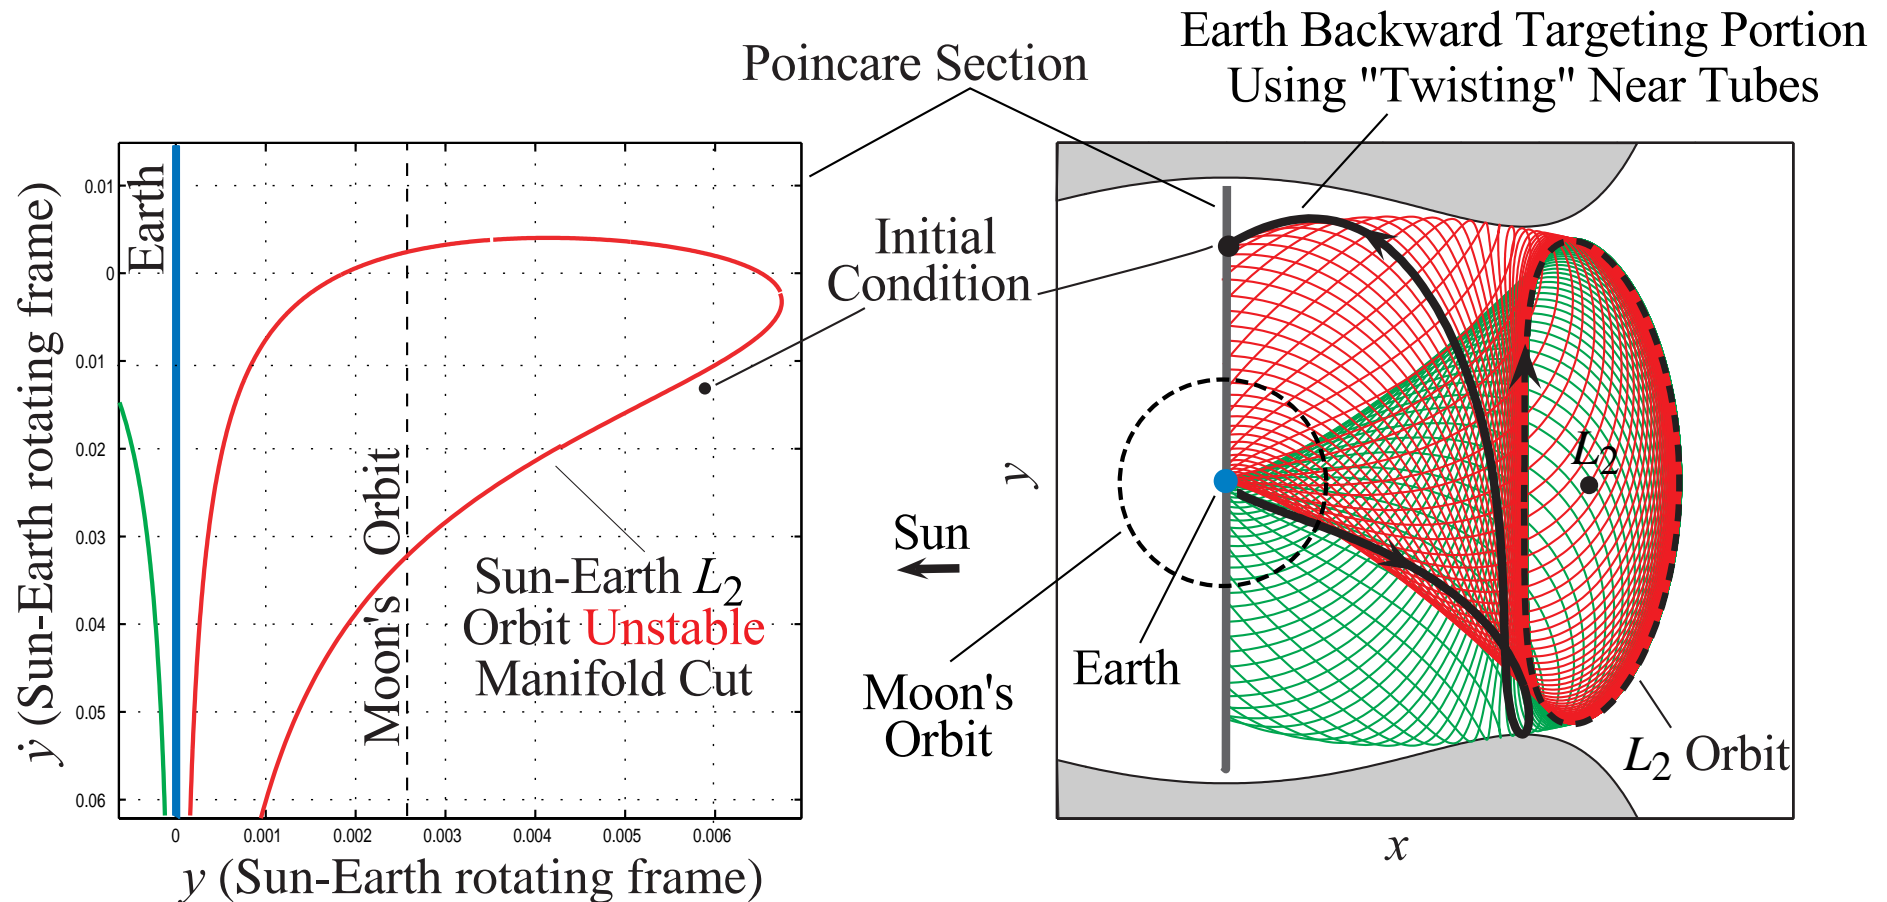 Earth Backward Targeting Portion
Using "Twisting" Near Tubes
Poincare Section
Initial
Condition
Earth
Moon's Orbit
Sun-Earth L2
Orbit Unstable
Manifold Cut
0.01
0
0.01
0.02
0.03
0.04
0.05
0.06
0
0.001
0.002
0.003
0.004
0.005
0.006
ẏ (Sun-Earth rotating frame)
y (Sun-Earth rotating frame)
Sun
Moon's
Orbit
Earth
L2
L2 Orbit
y
x